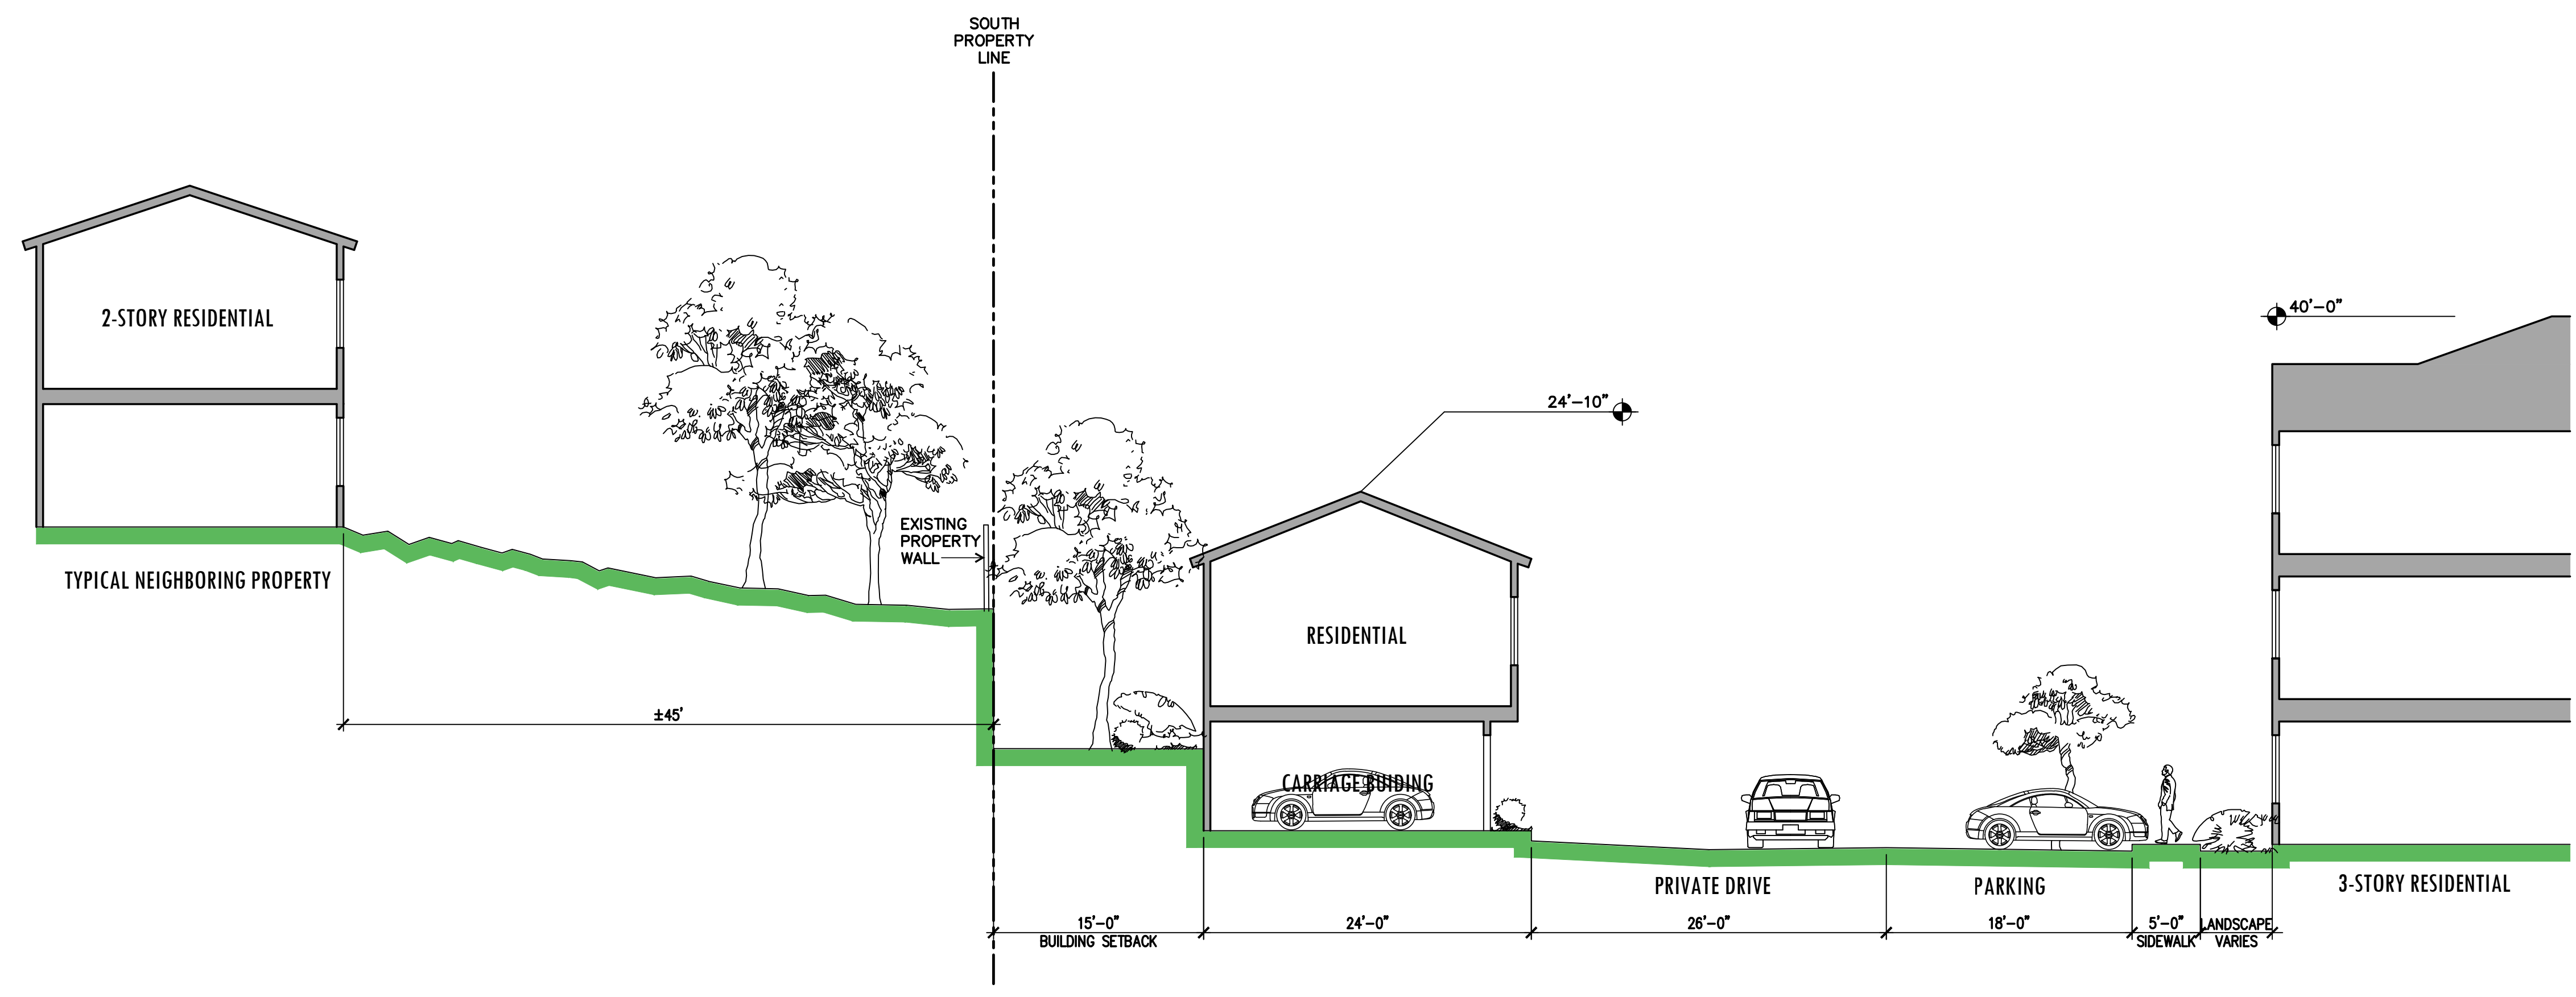 SOUTH
PROPERTY
LINE
2-STORY RESIDENTIAL
40'-0"
24'-10"
EXISTING
PROPERTY
WALL
TYPICAL NEIGHBORING PROPERTY
RESIDENTIAL
±45'
CARRIAGE BUIDING
PRIVATE DRIVE
PARKING
3-STORY RESIDENTIAL
15'-0"
BUILDING SETBACK
24'-0"
26'-0"
18'-0"
5'-0"
SIDEWALK
LANDSCAPE
VARIES